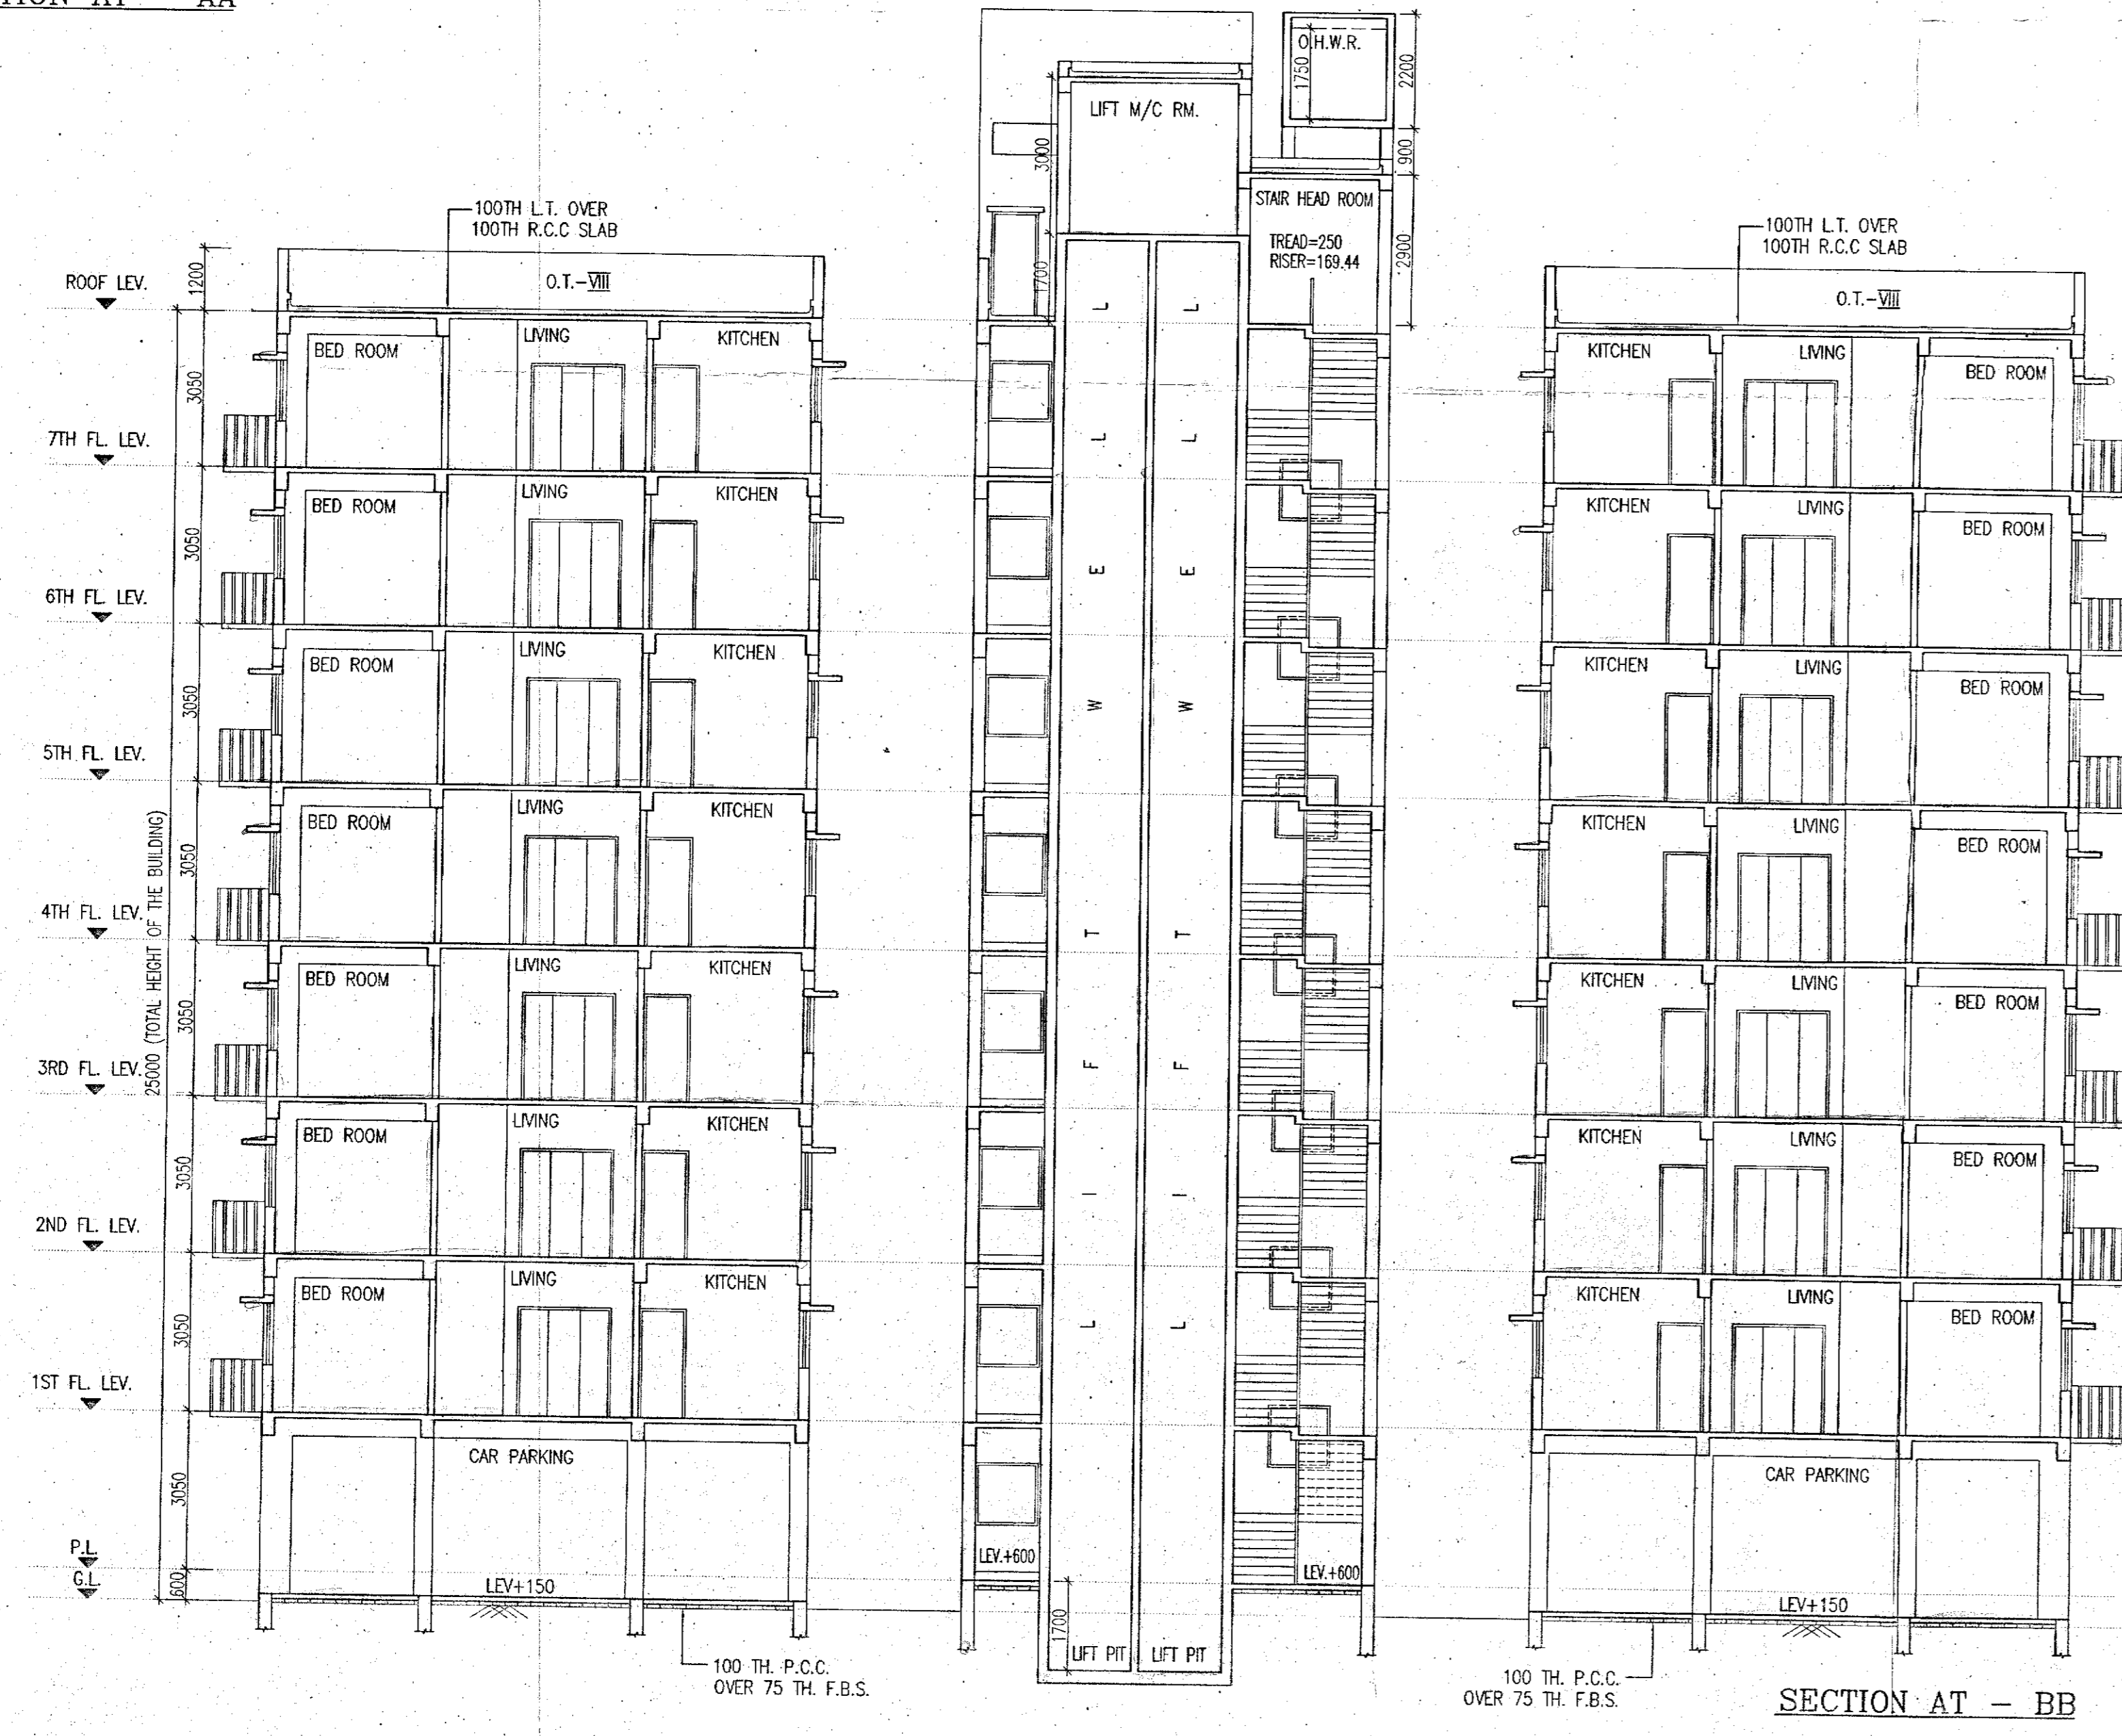 SECTION AT – BB
O.H.W.R.
1750
2200
LIFT M/C RM.
3000
900
STAIR HEAD ROOM
TREAD=250
RISER=169.44
2900
1700
100TH L.T. OVER
100TH R.C.C SLAB
100TH L.T. OVER
100TH R.C.C SLAB
1200
ROOF LEV.
O.T.-VIII
O.T.-VIII
BED ROOM
LIVING
KITCHEN
KITCHEN
LIVING
BED ROOM
3050
7TH FL. LEV.
BED ROOM
LIVING
KITCHEN
KITCHEN
LIVING
BED ROOM
3050
6TH FL. LEV.
BED ROOM
LIVING
KITCHEN
KITCHEN
LIVING
BED ROOM
3050
5TH FL. LEV.
BED ROOM
LIVING
KITCHEN
KITCHEN
LIVING
BED ROOM
3050
4TH FL. LEV.
25000 (TOTAL HEIGHT OF THE BUILDING)
BED ROOM
LIVING
KITCHEN
KITCHEN
LIVING
BED ROOM
3050
3RD FL. LEV.
BED ROOM
LIVING
KITCHEN
KITCHEN
LIVING
BED ROOM
3050
2ND FL. LEV.
BED ROOM
LIVING
KITCHEN
KITCHEN
LIVING
BED ROOM
3050
1ST FL. LEV.
LIFT WELL
LIFT WELL
CAR PARKING
CAR PARKING
3050
P.L.
G.L.
600
LEV+150
LEV.+600
LEV.+600
LEV+150
1700
LIFT PIT
LIFT PIT
100 TH. P.C.C.
OVER 75 TH. F.B.S.
100 TH. P.C.C.
OVER 75 TH. F.B.S.